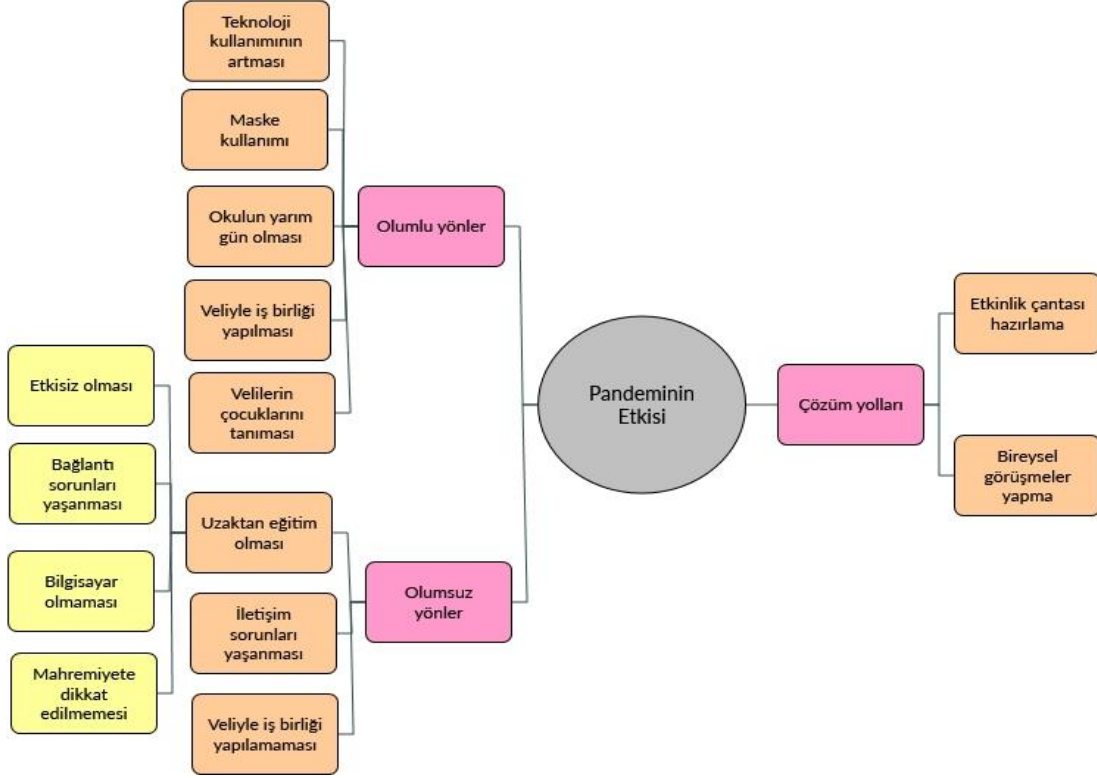 Teknoloji
kullanımının
artması
Maske
kullanımı
Okulun yarım
gün olması
Veliyle iş birliği
yapılması
Velilerin
çocuklarını
tanıması
Olumlu yönler
Pandeminin
Etkisi
Çözüm yolları
Etkinlik çantası
hazırlama
Bireysel
görüşmeler
yapma
Olumsuz
yönler
Uzaktan eğitim
olması
İletişim
sorunları
yaşanması
Veliyle iş birliği
yapılamaması
Etkisiz olması
Bağlantı
sorunları
yaşanması
Bilgisayar
olmaması
Mahremiyete
dikkat
edilmemesi